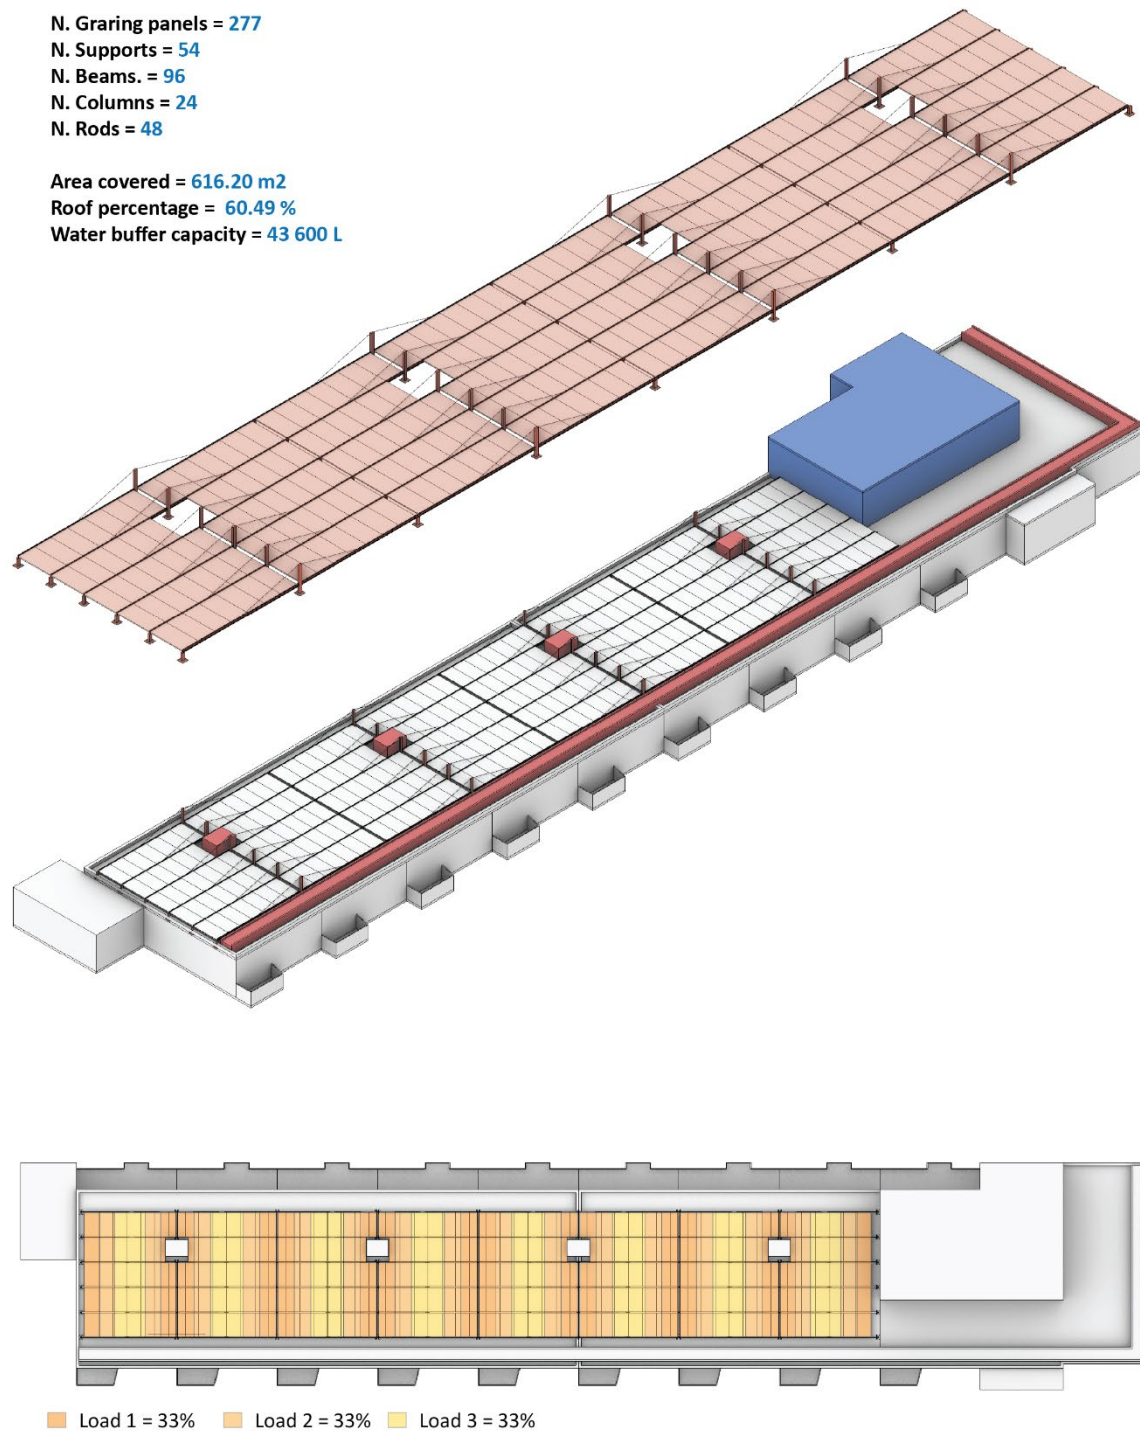 N. Graring panels = 277
N. Supports = 54
N. Beams. = 96
N. Columns = 24
N. Rods = 48
Area covered = 616.20 m2
Roof percentage = 60.49 %
Water buffer capacity = 43 600 L
Load 1 = 33% Load 2 = 33% Load 3 = 33%